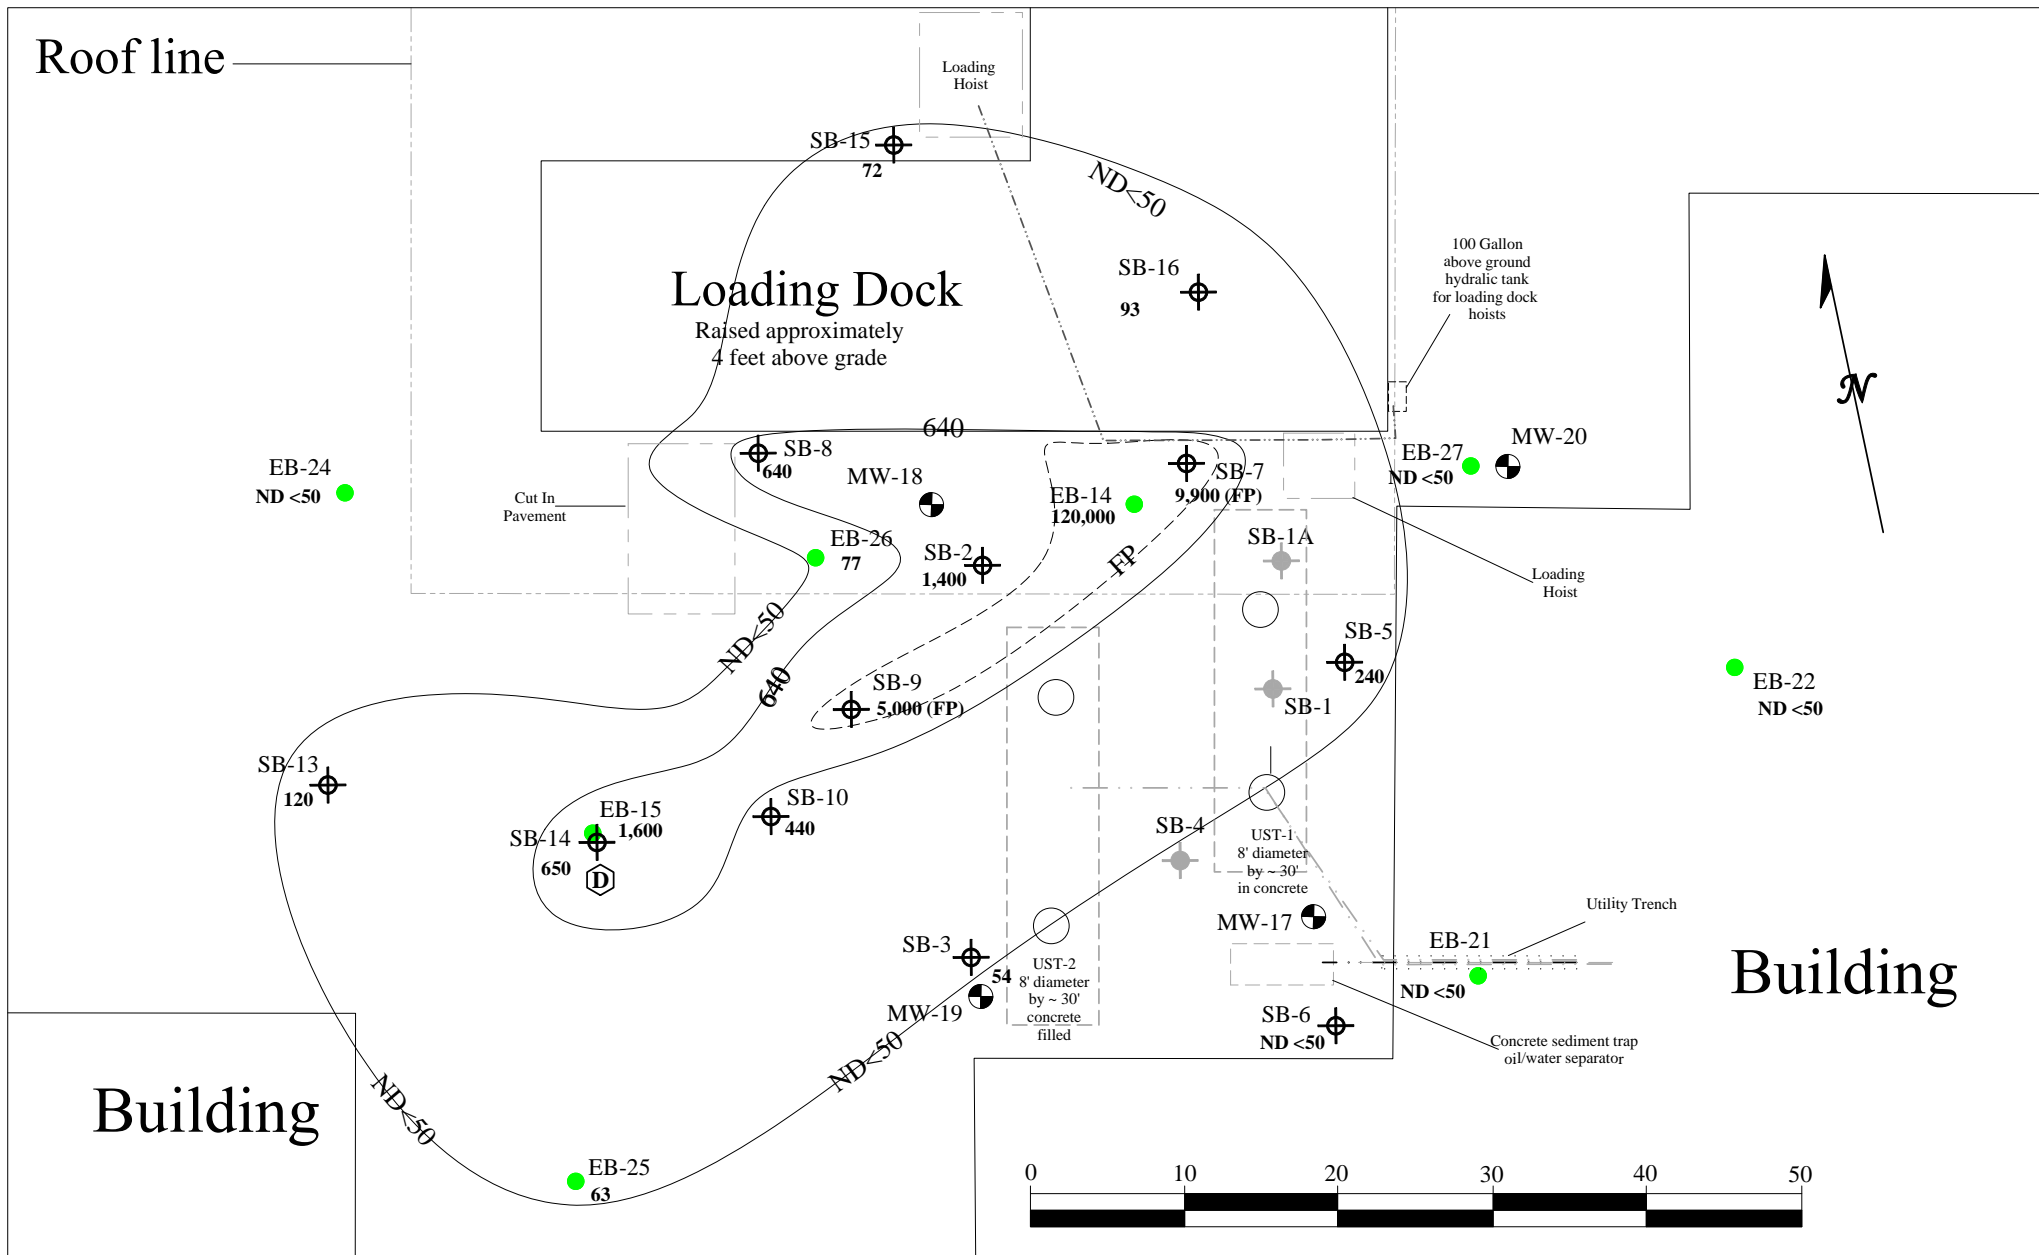 Roof line
Loading
Hoist
SB-15
72
ND<50
SB-16
93
100 Gallon
above ground
hydralic tank
for loading dock
hoists
Loading Dock
Raised approximately
4 feet above grade
N
640
SB-8
640
MW-18
SB-7
9,900 (FP)
EB-14
120,000
EB-27
ND <50
MW-20
EB-24
ND <50
Cut In
Pavement
EB-26
77
SB-2
1,400
FP
SB-1A
Loading
Hoist
ND<50
640
SB-5
240
SB-9
5,000 (FP)
SB-1
EB-22
ND <50
SB-13
120
EB-15
1,600
SB-14
650
D
SB-10
440
SB-4
UST-1
8' diameter
by ~ 30'
in concrete
MW-17
Utility Trench
EB-21
ND <50
SB-3
54
MW-19
UST-2
8' diameter
by ~ 30'
concrete
filled
SB-6
ND <50
Concrete sediment trap
oil/water separator
Building
Building
ND<50
ND<50
EB-25
63
0 10 20 30 40 50